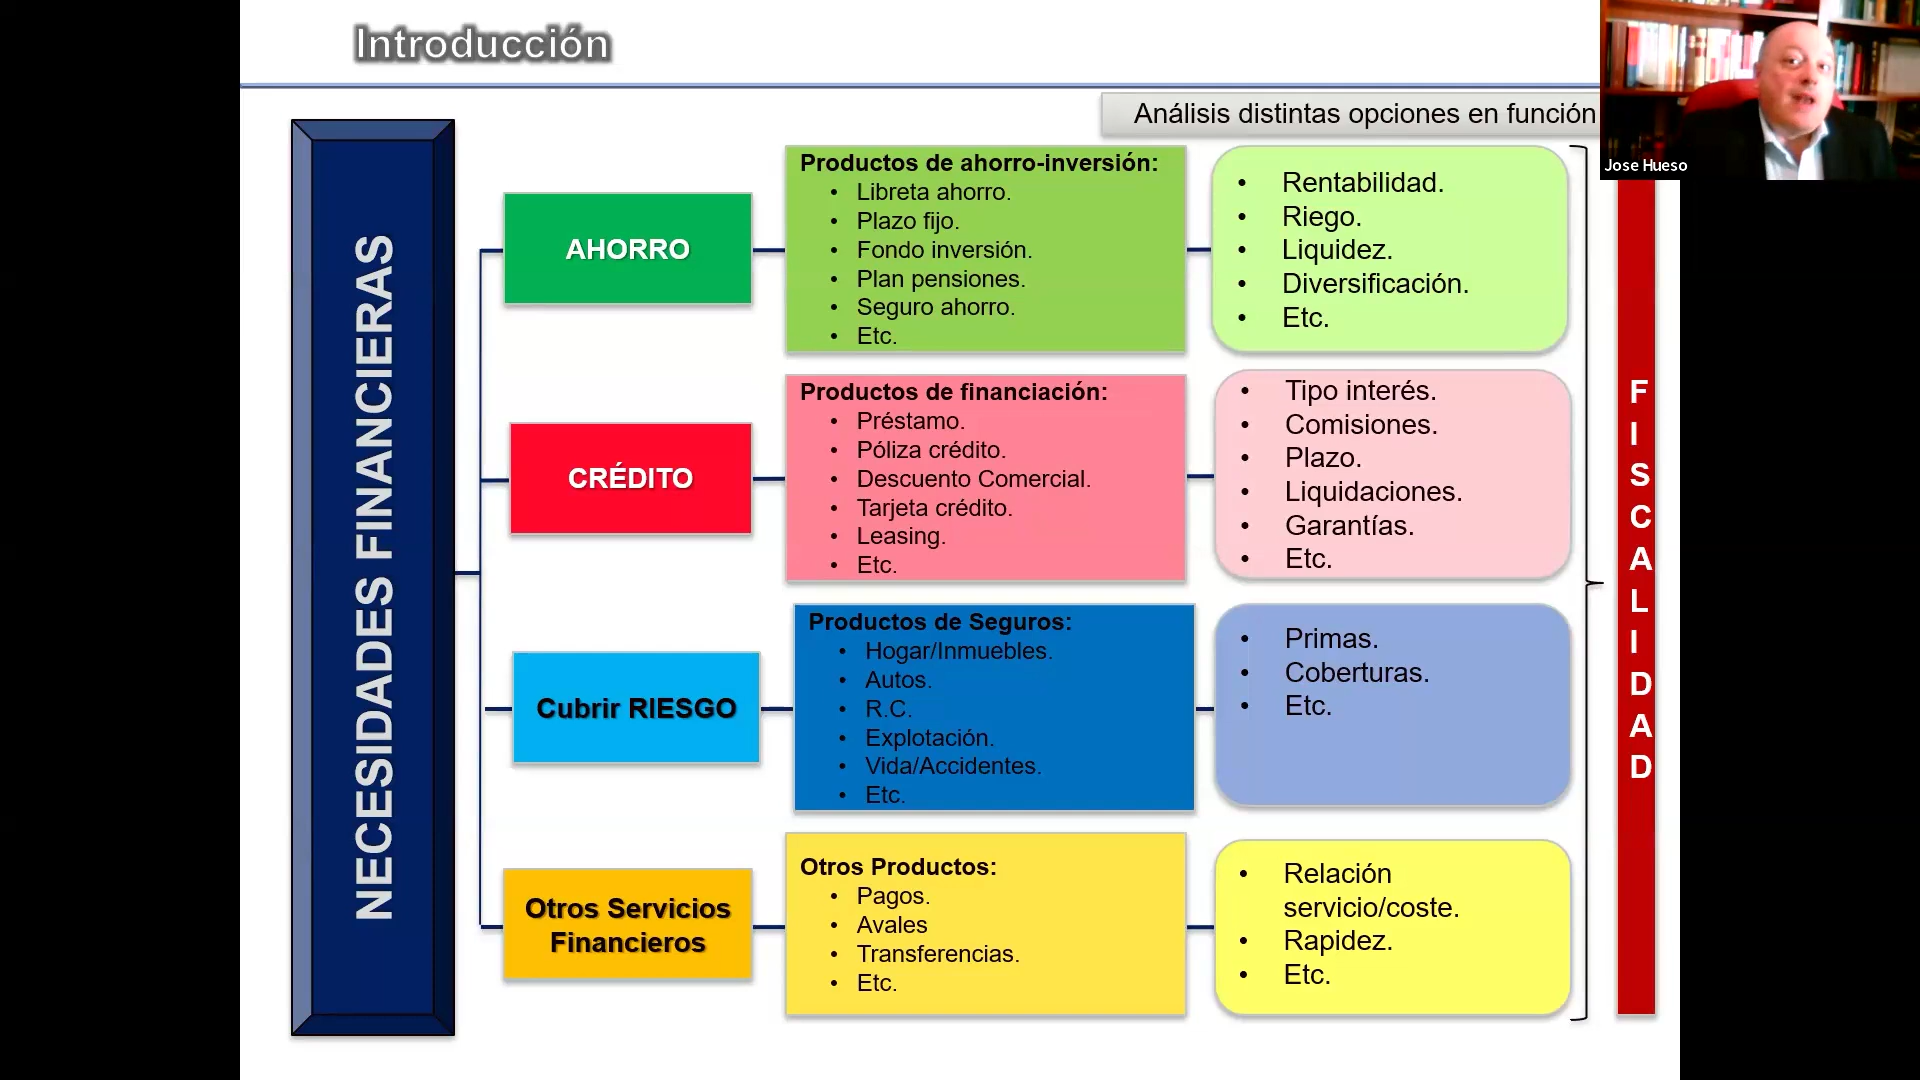 Introducción
Análisis distintas opciones en función
Jose Hueso
NECESIDADES FINANCIERAS
AHORRO
Productos de ahorro-inversión:
• Libreta ahorro.
• Plazo fijo.
• Fondo inversión.
• Plan pensiones.
• Seguro ahorro.
• Etc.
• Rentabilidad.
• Riego.
• Liquidez.
• Diversificación.
• Etc.
CRÉDITO
Productos de financiación:
• Préstamo.
• Póliza crédito.
• Descuento Comercial.
• Tarjeta crédito.
• Leasing.
• Etc.
• Tipo interés.
• Comisiones.
• Plazo.
• Liquidaciones.
• Garantías.
• Etc.
Cubrir RIESGO
Productos de Seguros:
• Hogar/Inmuebles.
• Autos.
• R.C.
• Explotación.
• Vida/Accidentes.
• Etc.
• Primas.
• Coberturas.
• Etc.
Otros Servicios
Financieros
Otros Productos:
• Pagos.
• Avales
• Transferencias.
• Etc.
• Relación
servicio/coste.
• Rapidez.
• Etc.
FISCALIDAD